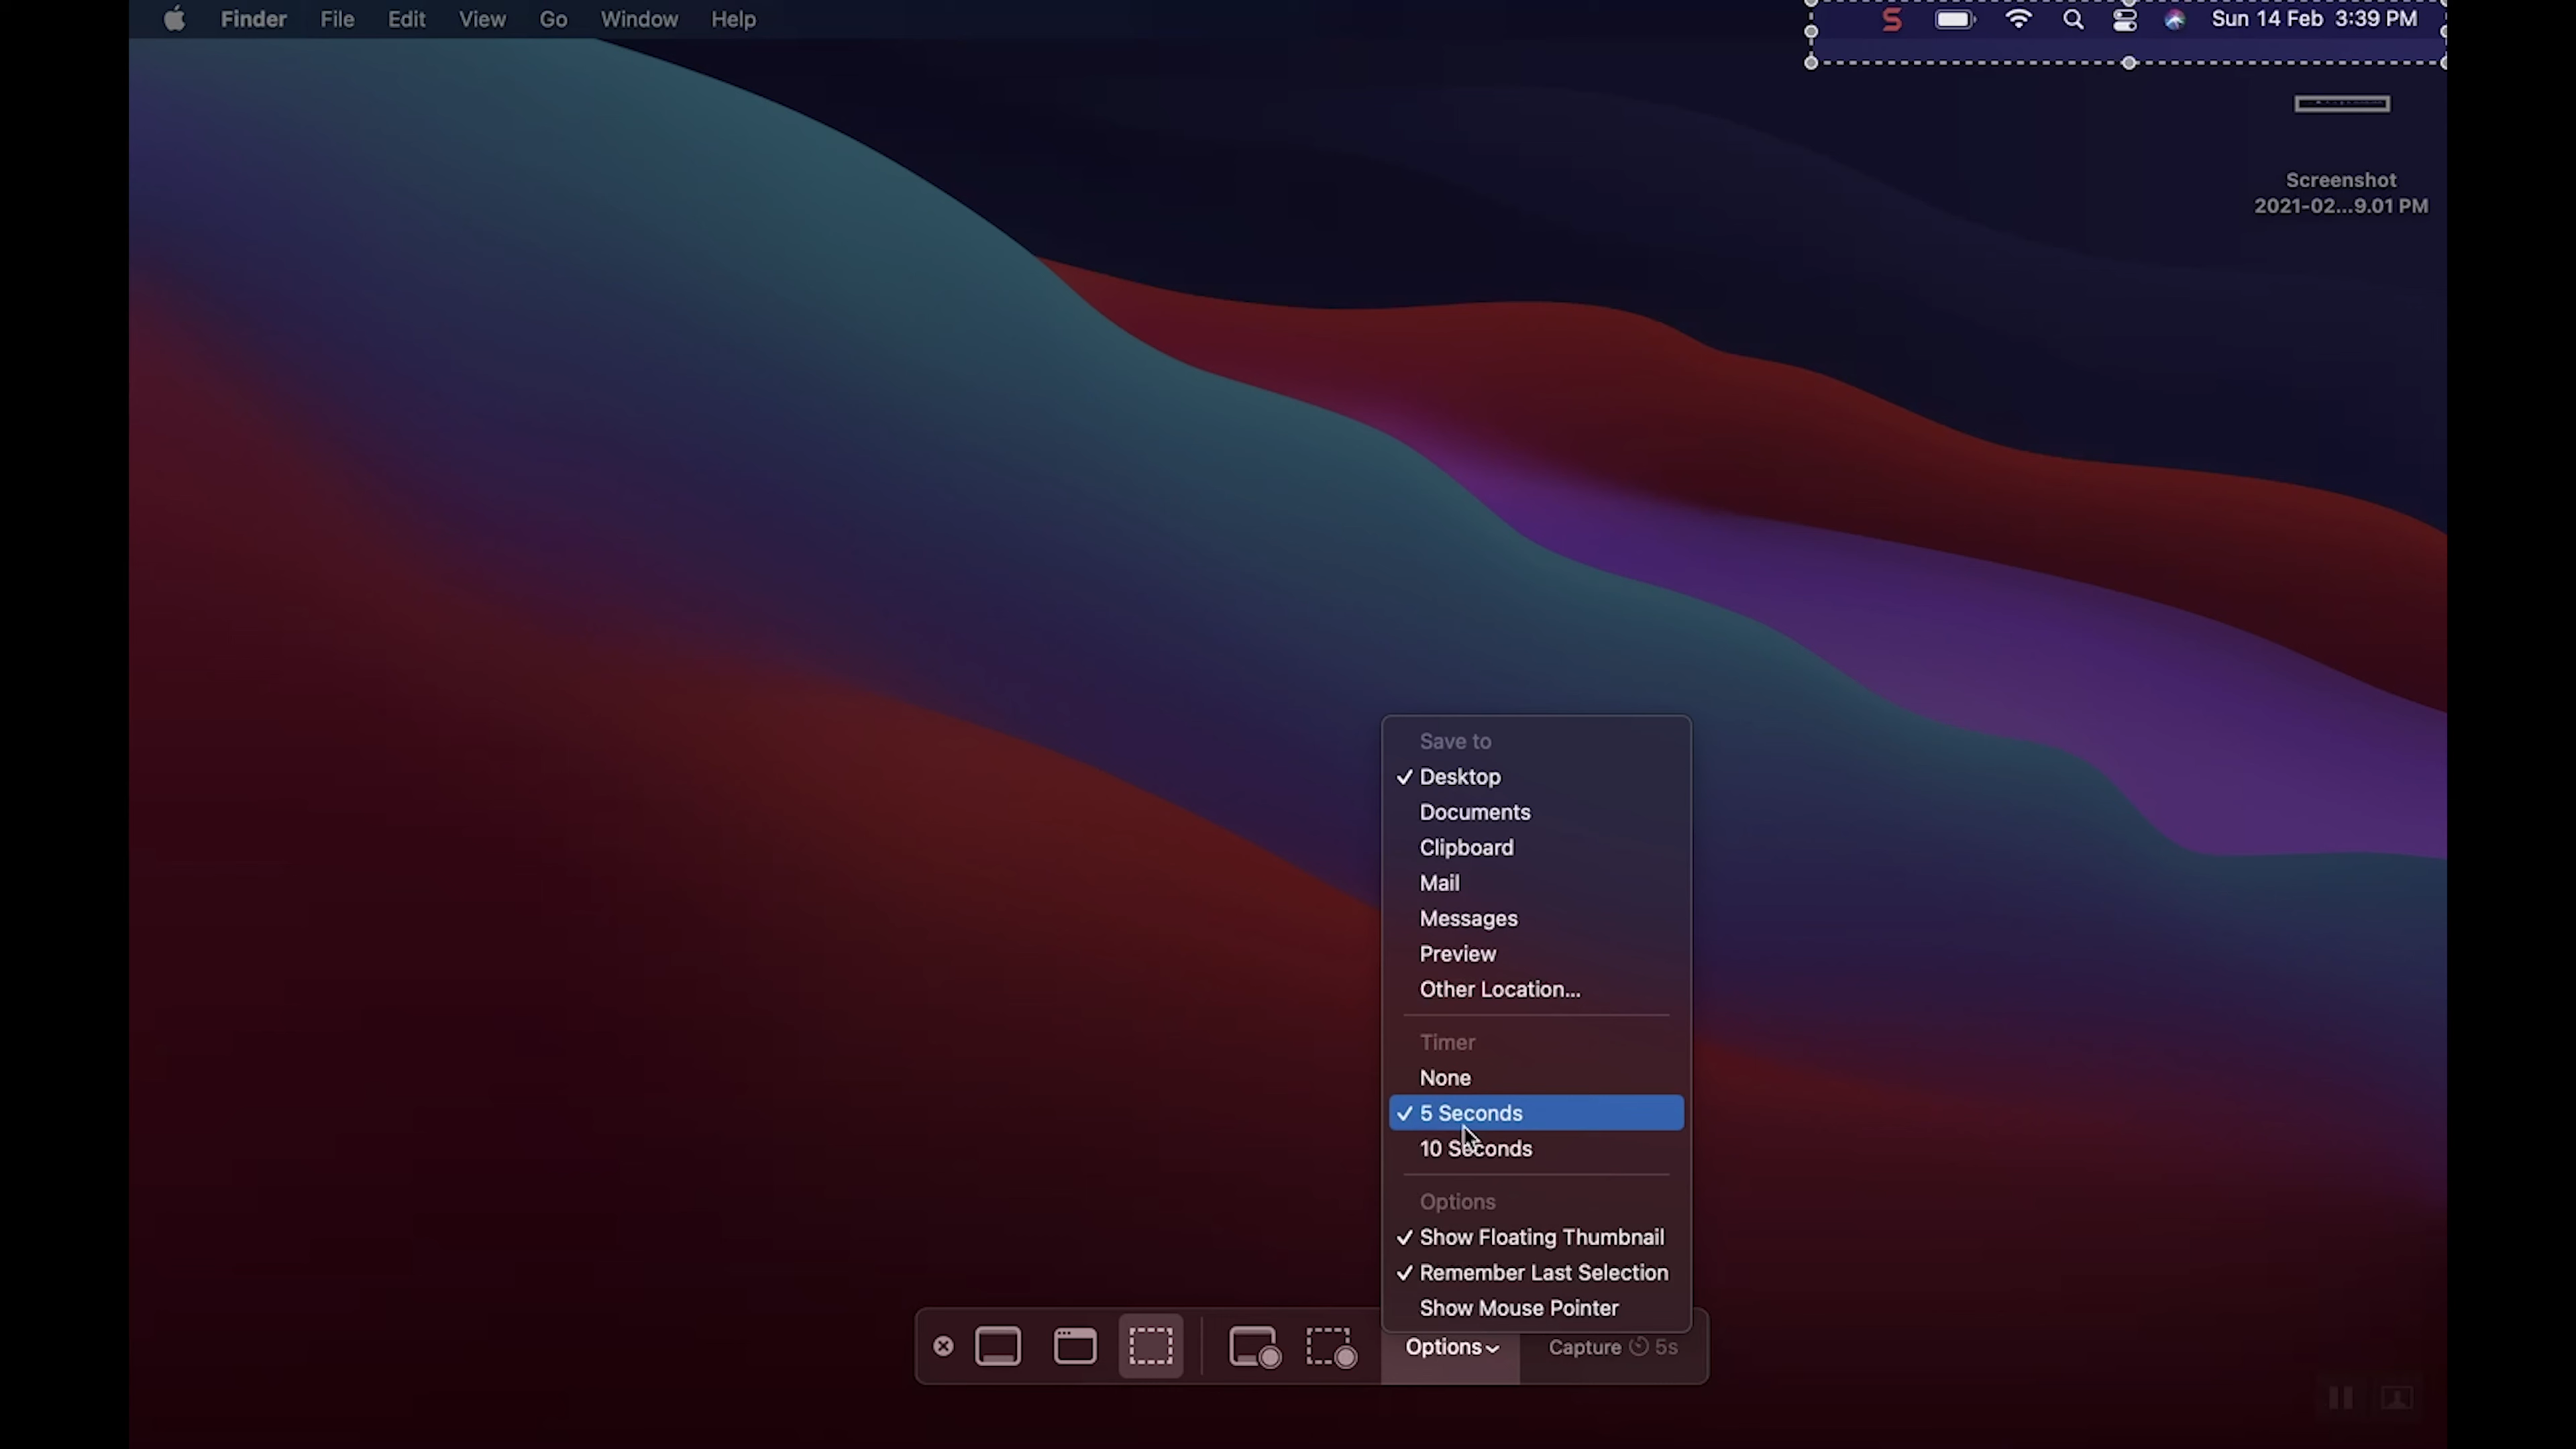 Finder File Edit View Go Window Help
Sun 14 Feb 3:39 PM
Screenshot
2021-02...9.01 PM
Save to
✓ Desktop
Documents
Clipboard
Mail
Messages
Preview
Other Location...
Timer
None
✓ 5 Seconds
10 Seconds
Options
✓ Show Floating Thumbnail
✓ Remember Last Selection
Show Mouse Pointer
Options
Capture 5s